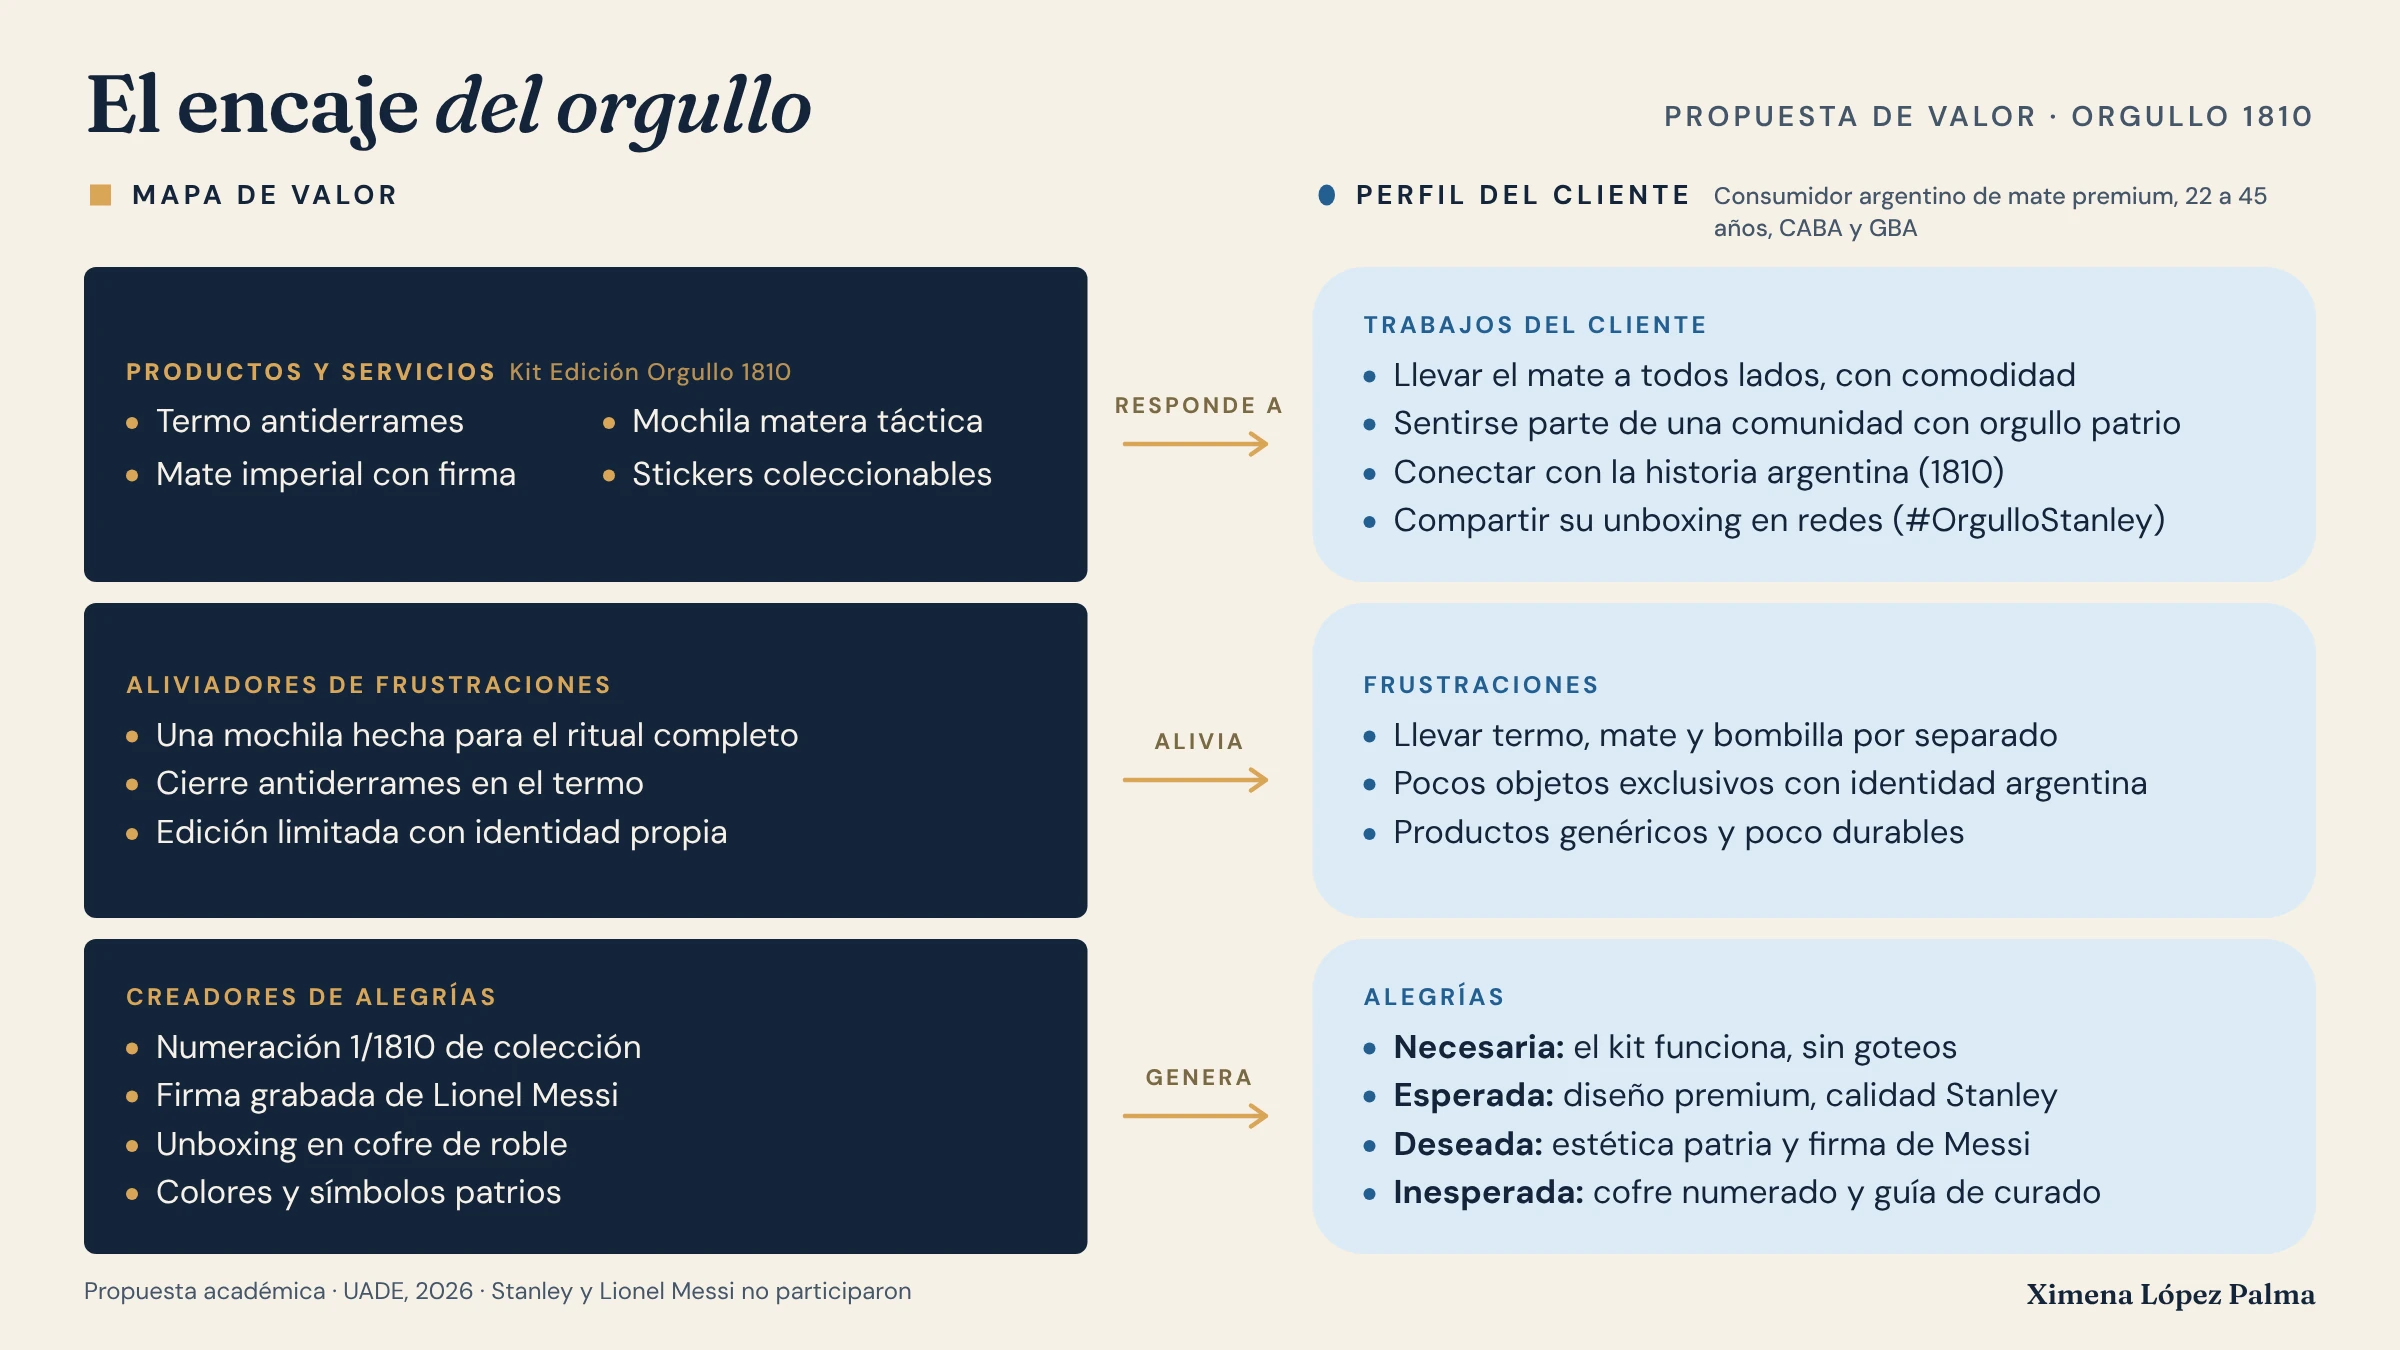 El encaje del orgullo
PROPUESTA DE VALOR · ORGULLO 1810
MAPA DE VALOR
PRODUCTOS Y SERVICIOS Kit Edición Orgullo 1810
Termo antiderrames
Mochila matera táctica
Mate imperial con firma
Stickers coleccionables
ALIVIADORES DE FRUSTRACIONES
Una mochila hecha para el ritual completo
Cierre antiderrames en el termo
Edición limitada con identidad propia
CREADORES DE ALEGRÍAS
Numeración 1/1810 de colección
Firma grabada de Lionel Messi
Unboxing en cofre de roble
Colores y símbolos patrios
RESPONDE A
ALIVIA
GENERA
PERFIL DEL CLIENTE Consumidor argentino de mate premium, 22 a 45
años, CABA y GBA
TRABAJOS DEL CLIENTE
Llevar el mate a todos lados, con comodidad
Sentirse parte de una comunidad con orgullo patrio
Conectar con la historia argentina (1810)
Compartir su unboxing en redes (#OrgulloStanley)
FRUSTRACIONES
Llevar termo, mate y bombilla por separado
Pocos objetos exclusivos con identidad argentina
Productos genéricos y poco durables
ALEGRÍAS
Necesaria: el kit funciona, sin goteos
Esperada: diseño premium, calidad Stanley
Deseada: estética patria y firma de Messi
Inesperada: cofre numerado y guía de curado
Propuesta académica · UADE, 2026 · Stanley y Lionel Messi no participaron
Ximena López Palma